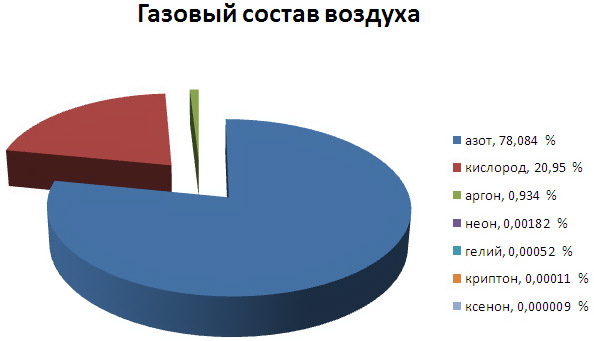 Газовый состав воздуха
азот, 78,084 %
кислород, 20,95 %
аргон, 0,934 %
неон, 0,00182 %
гелий, 0,00052 %
криптон, 0,00011 %
ксенон, 0,000009 %